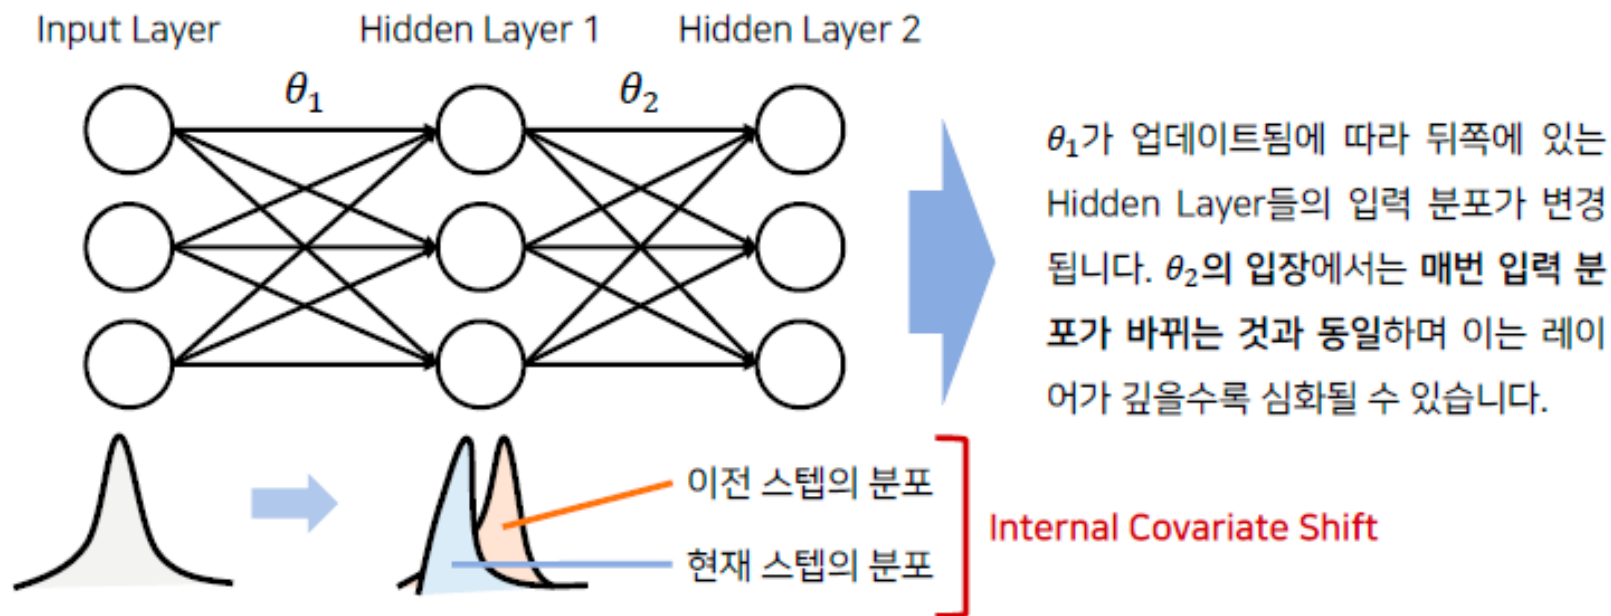 Input Layer
Hidden Layer 1
Hidden Layer 2
θ₁
θ₂
θ₁가 업데이트됨에 따라 뒤쪽에 있는
Hidden Layer들의 입력 분포가 변경
됩니다. θ₂의 입장에서는 매번 입력 분
포가 바뀌는 것과 동일하며 이는 레이
어가 깊을수록 심화될 수 있습니다.
이전 스텝의 분포
현재 스텝의 분포
Internal Covariate Shift